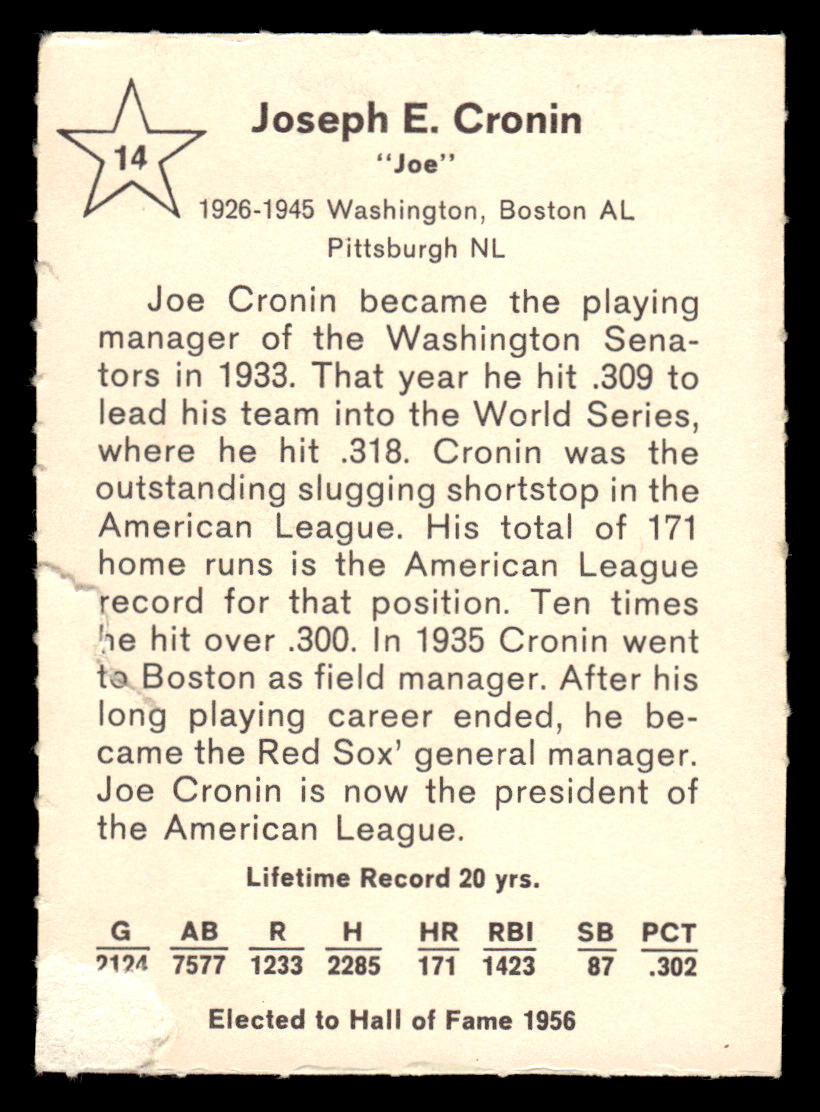 14
Joseph E. Cronin
"Joe"
1926-1945 Washington, Boston AL
Pittsburgh NL
Joe Cronin became the playing
manager of the Washington Sena-
tors in 1933. That year he hit .309 to
lead his team into the World Series,
where he hit .318. Cronin was the
outstanding slugging shortstop in the
American League. His total of 171
home runs is the American League
record for that position. Ten times
he hit over .300. In 1935 Cronin went
to Boston as field manager. After his
long playing career ended, he be-
came the Red Sox' general manager.
Joe Cronin is now the president of
the American League.
Lifetime Record 20 yrs.
G AB R H HR RBI SB PCT
2124 7577 1233 2285 171 1423 87 .302
Elected to Hall of Fame 1956